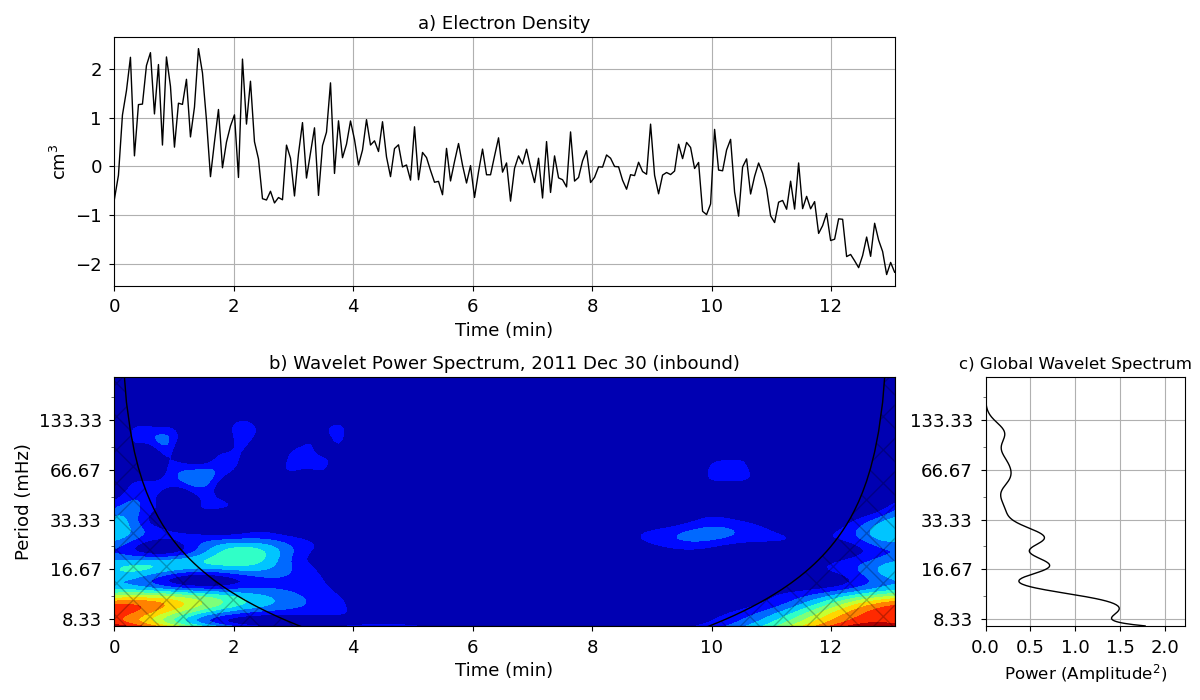 a) Electron Density
cm³
2
1
0
−1
−2
0 2 4 6 8 10 12
Time (min)
b) Wavelet Power Spectrum, 2011 Dec 30 (inbound)
Period (mHz)
133.33
66.67
33.33
16.67
8.33
0 2 4 6 8 10 12
Time (min)
c) Global Wavelet Spectrum
133.33
66.67
33.33
16.67
8.33
0.0 0.5 1.0 1.5 2.0
Power (Amplitude²)